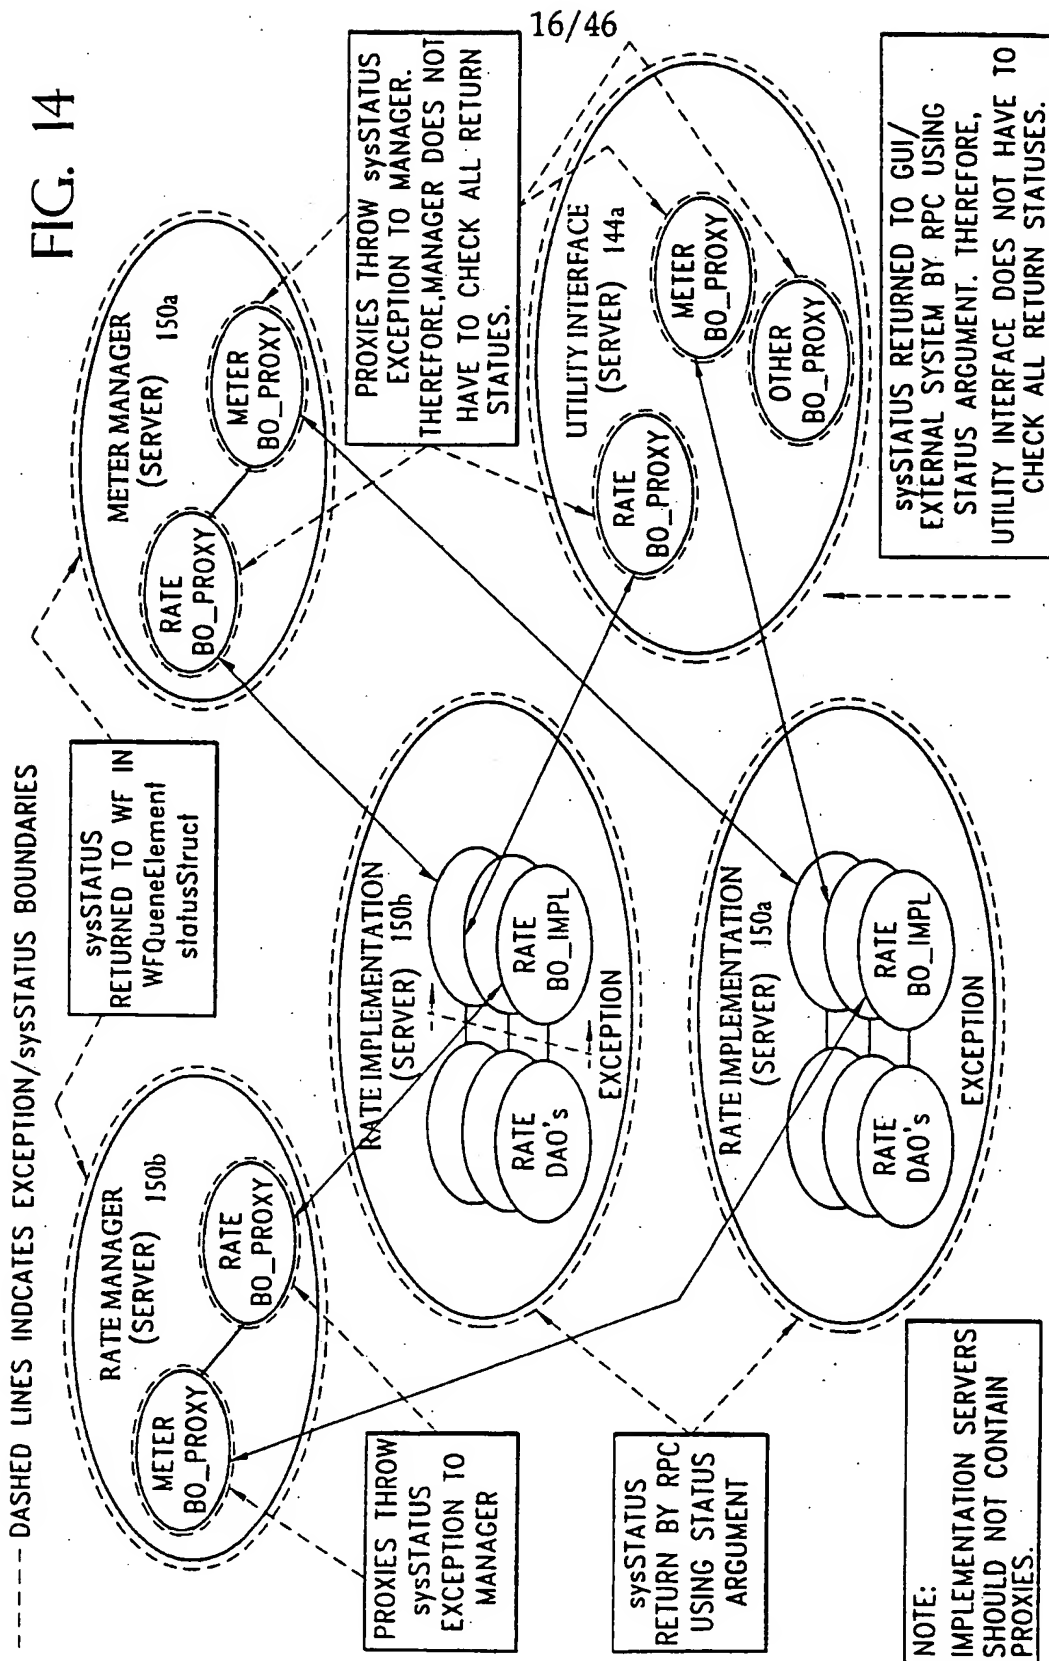 16/46
FIG. 14
---- DASHED LINES INDCATES EXCEPTION/sysSTATUS BOUNDARIES
RATE MANAGER
(SERVER) 150b
METER
BO_PROXY
RATE
BO_PROXY
sysSTATUS
RETURNED TO WF IN
WFQueneElement
statusStruct
METER MANAGER
(SERVER) 150a
RATE
BO_PROXY
METER
BO_PROXY
PROXIES THROW
sysSTATUS
EXCEPTION TO
MANAGER
RATE IMPLEMENTATION
(SERVER) 150b
RATE
DAO's
RATE
BO_IMPL
EXCEPTION
PROXIES THROW sysSTATUS
EXCEPTION TO MANAGER.
THEREFORE,MANAGER DOES NOT
HAVE TO CHECK ALL RETURN
STATUES.
sysSTATUS
RETURN BY RPC
USING STATUS
ARGUMENT
UTILITY INTERFACE
(SERVER) 144a
RATE
BO_PROXY
METER
BO_PROXY
OTHER
BO_PROXY
RATE IMPLEMENTATION
(SERVER) 150a
RATE
DAO's
RATE
BO_IMPL
EXCEPTION
NOTE:
IMPLEMENTATION SERVERS
SHOULD NOT CONTAIN
PROXIES.
sysSTATUS RETURNED TO GUI/
EXTERNAL SYSTEM BY RPC USING
STATUS ARGUMENT. THEREFORE,
UTILITY INTERFACE DOES NOT HAVE TO
CHECK ALL RETURN STATUSES.